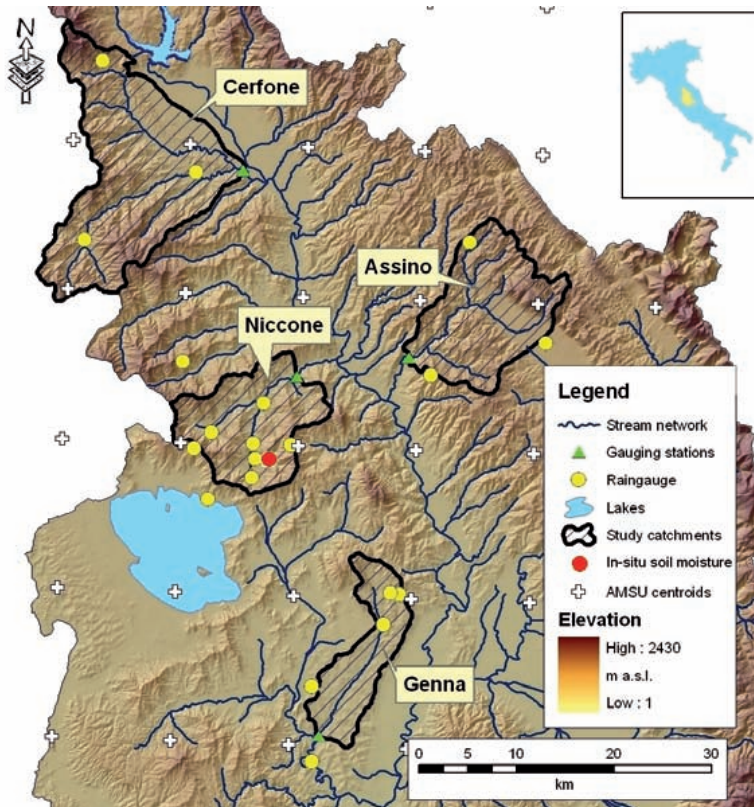 N
Cerfone
Assino
Niccone
Genna
Legend
Stream network
Gauging stations
Raingauge
Lakes
Study catchments
In-situ soil moisture
AMSU centroids
Elevation
High : 2430
m a.s.l.
Low : 1
0 5 10 20 30
km